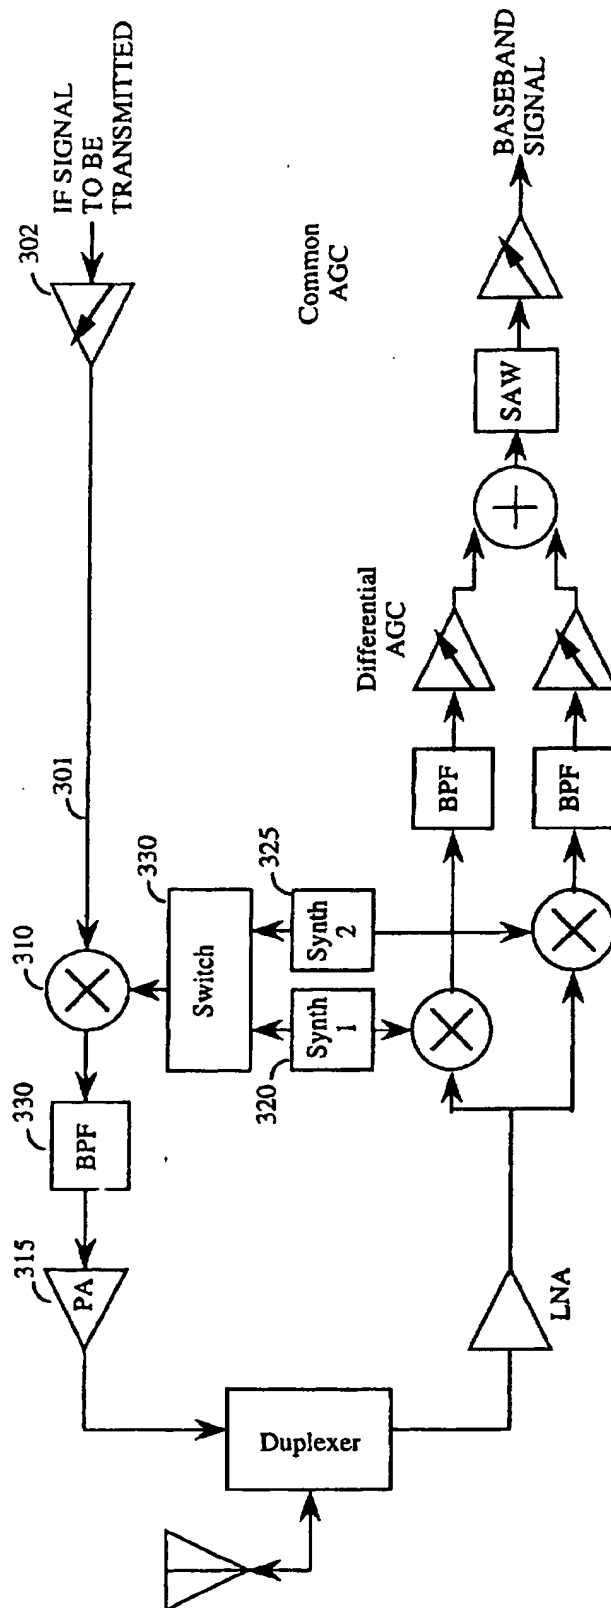 302
IF SIGNAL
TO BE
TRANSMITTED
301
310
330
BPF
315
PA
330
Switch
325
Synth
2
320
Synth
1
Duplexer
LNA
BPF
BPF
Differential
AGC
SAW
Common
AGC
BASEBAND
SIGNAL